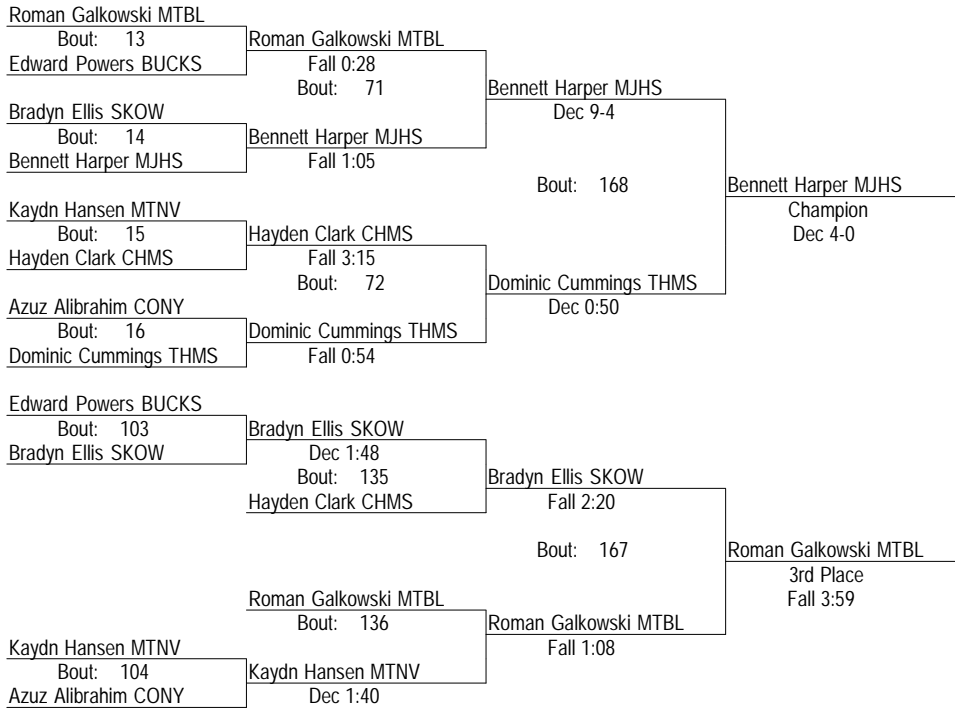 Roman Galkowski MTBL
Bout: 13
Edward Powers BUCKS
Roman Galkowski MTBL
Fall 0:28
Bout: 71
Bradyn Ellis SKOW
Bout: 14
Bennett Harper MJHS
Bennett Harper MJHS
Fall 1:05
Bennett Harper MJHS
Dec 9-4
Bout: 168
Kaydn Hansen MTNV
Bout: 15
Hayden Clark CHMS
Hayden Clark CHMS
Fall 3:15
Bout: 72
Azuz Alibrahim CONY
Bout: 16
Dominic Cummings THMS
Dominic Cummings THMS
Fall 0:54
Dominic Cummings THMS
Dec 0:50
Bennett Harper MJHS
Champion
Dec 4-0
Edward Powers BUCKS
Bout: 103
Bradyn Ellis SKOW
Bradyn Ellis SKOW
Dec 1:48
Bout: 135
Hayden Clark CHMS
Bradyn Ellis SKOW
Fall 2:20
Bout: 167
Roman Galkowski MTBL
Bout: 136
Kaydn Hansen MTNV
Bout: 104
Azuz Alibrahim CONY
Kaydn Hansen MTNV
Dec 1:40
Roman Galkowski MTBL
Fall 1:08
Roman Galkowski MTBL
3rd Place
Fall 3:59